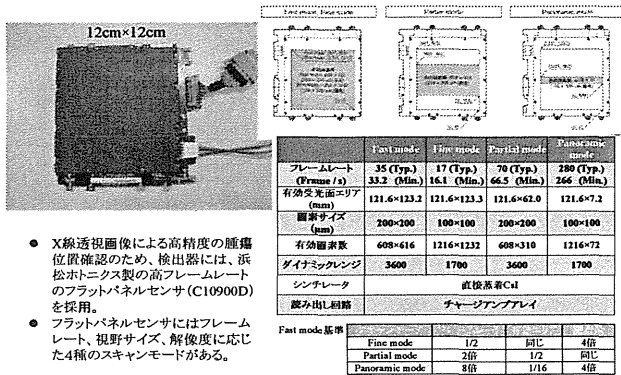 12cm×12cm
Fast mode, Fine mode
Partial mode
Panoramic mode
Fast mode Fine mode Partial mode Panoramic mode
フレームレート (Frame / s) 35 (Typ.) 33.2 (Min.) 17 (Typ.) 16.1 (Min.) 70 (Typ.) 66.5 (Min.) 280 (Typ.) 266 (Min.)
有効受光面エリア (mm) 121.6×123.2 121.6×123.3 121.6×62.0 121.6×7.2
画素サイズ (μm) 200×200 100×100 200×200 100×100
有効画素数 608×616 1216×1232 608×310 1216×72
ダイナミックレンジ 3600 1700 3600 1700
シンチレータ 直接蒸着CsI
読み出し回路 チャージアンプアレイ
● X線透視画像による高精度の腫瘍
位置確認のため、検出器には、浜
松ホトニクス製の高フレームレート
のフラットパネルセンサ(C10900D)
を採用。
● フラットパネルセンサにはフレーム
レート、視野サイズ、解像度に応じ
た4種のスキャンモードがある。
Fast mode基準
Fine mode 1/2 同じ 4倍
Partial mode 2倍 1/2 同じ
Panoramic mode 8倍 1/16 4倍